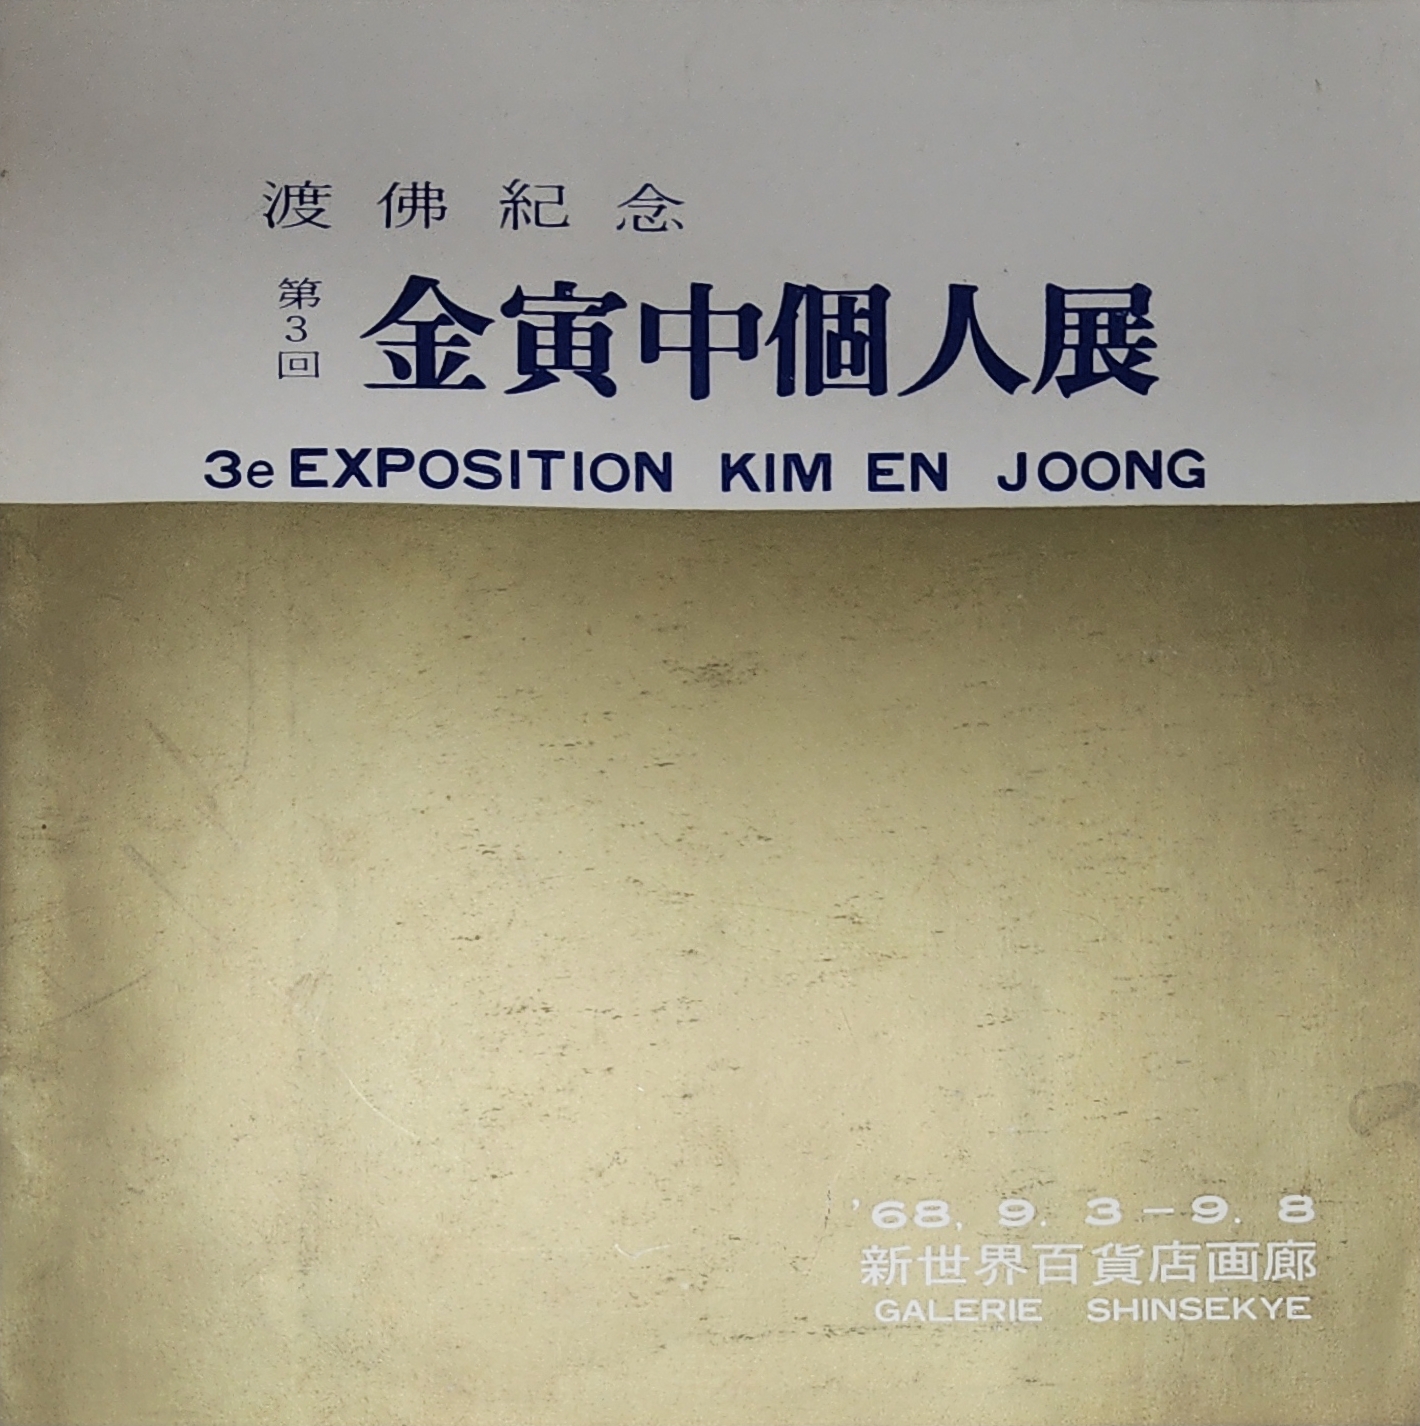 渡佛紀念
第3回 金寅中個人展
3e EXPOSITION KIM EN JOONG
'68. 9. 3-9. 8
新世界百貨店画廊
GALERIE SHINSEKYE